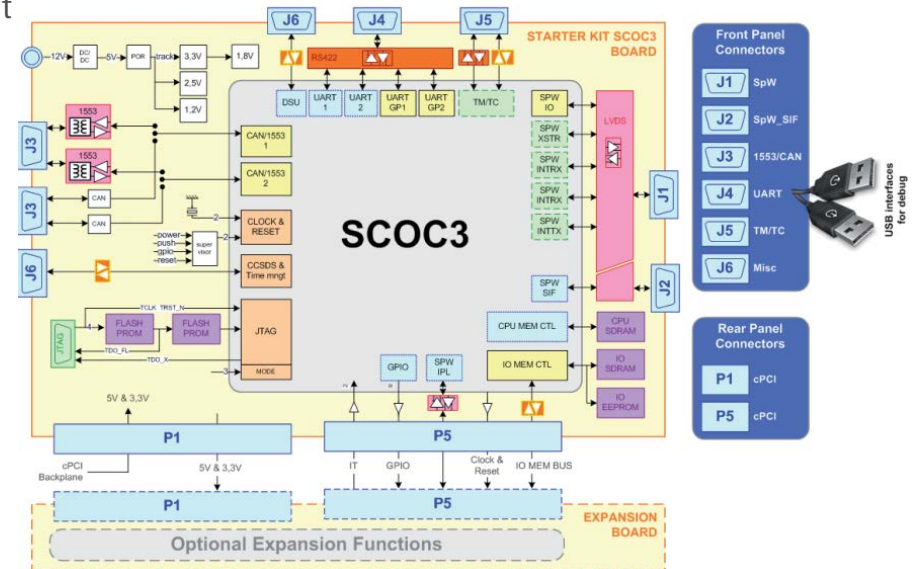 t
J6
J4
J5
STARTER KIT SCOC3
BOARD
12V
DC/
DC
5V
POR
track
3,3V
1,8V
2,5V
1,2V
RS422
DSU
UART
1
UART
2
UART
GP1
UART
GP2
TM/TC
SPW
IO
LVDS
1553
J3
1553
CAN/1553
1
SPW
XSTR
SPW
INTRX
CAN/1553
2
SPW
INTRX
J3
CAN
CAN
SPW
INTTX
J1
2
CLOCK &
RESET
SCOC3
power
push
gpio
reset
super
visor
2
J6
CCSDS &
Time mngt
SPW
SIF
J2
TCLK TRST_N
JTAG
4
FLASH
PROM
FLASH
PROM
JTAG
TDO_FL
TDO_X
3
MODE
CPU MEM CTL
CPU
SDRAM
GPIO
SPW
IPL
IO MEM CTL
IO
SDRAM
IO
EEPROM
5V & 3,3V
P1
P5
cPCI
Backplane
5V & 3,3V
IT
GPIO
Clock &
Reset
IO MEM BUS
P1
P5
EXPANSION
BOARD
Optional Expansion Functions
Front Panel
Connectors
J1 SpW
J2 SpW_SIF
J3 1553/CAN
J4 UART
J5 TM/TC
J6 Misc
USB interfaces
for debug
Rear Panel
Connectors
P1 cPCI
P5 cPCI